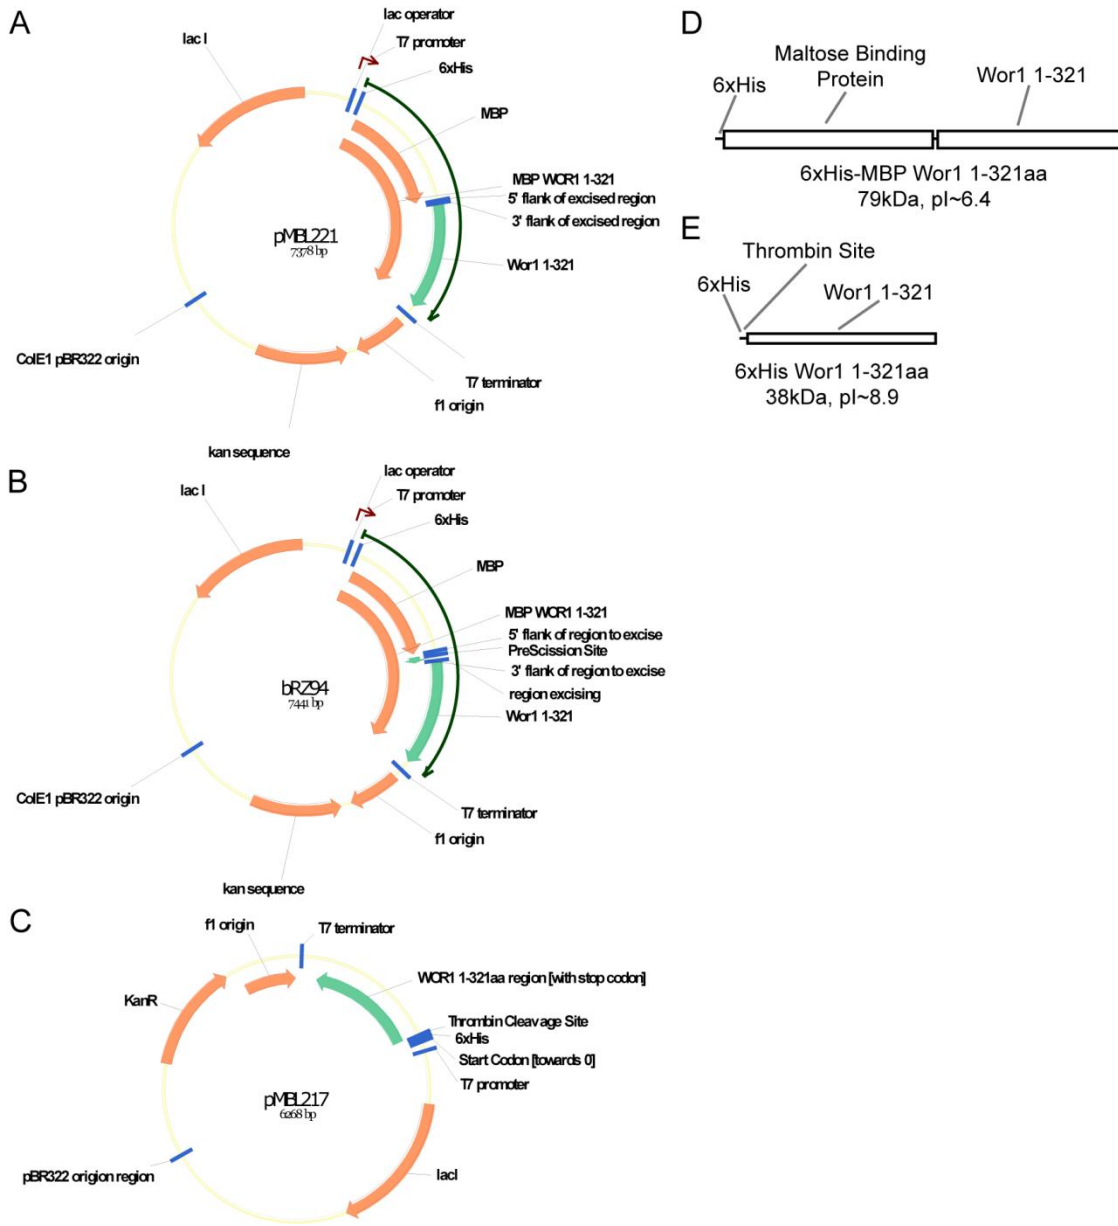 A
lac operator
T7 promoter
6xHis
lac I
MBP
MBP WOR1 1-321
5' flank of excised region
3' flank of excised region
pMBL221
7378 bp
Wor1 1-321
ColE1 pBR322 origin
T7 terminator
f1 origin
kan sequence
B
lac operator
T7 promoter
6xHis
lac I
MBP
MBP WOR1 1-321
5' flank of region to excise
PreScission Site
3' flank of region to excise
region excising
bRZ94
7441 bp
Wor1 1-321
ColE1 pBR322 origin
T7 terminator
f1 origin
kan sequence
C
f1 origin
T7 terminator
WOR1 1-321aa region [with stop codon]
KanR
Thrombin Cleavage Site
6xHis
Start Codon [towards 0]
T7 promoter
pMBL217
6268 bp
pBR322 origion region
lacI
D
Maltose Binding
Protein
Wor1 1-321
6xHis
6xHis-MBP Wor1 1-321aa
79kDa, pI~6.4
E
Thrombin Site
6xHis
Wor1 1-321
6xHis Wor1 1-321aa
38kDa, pI~8.9